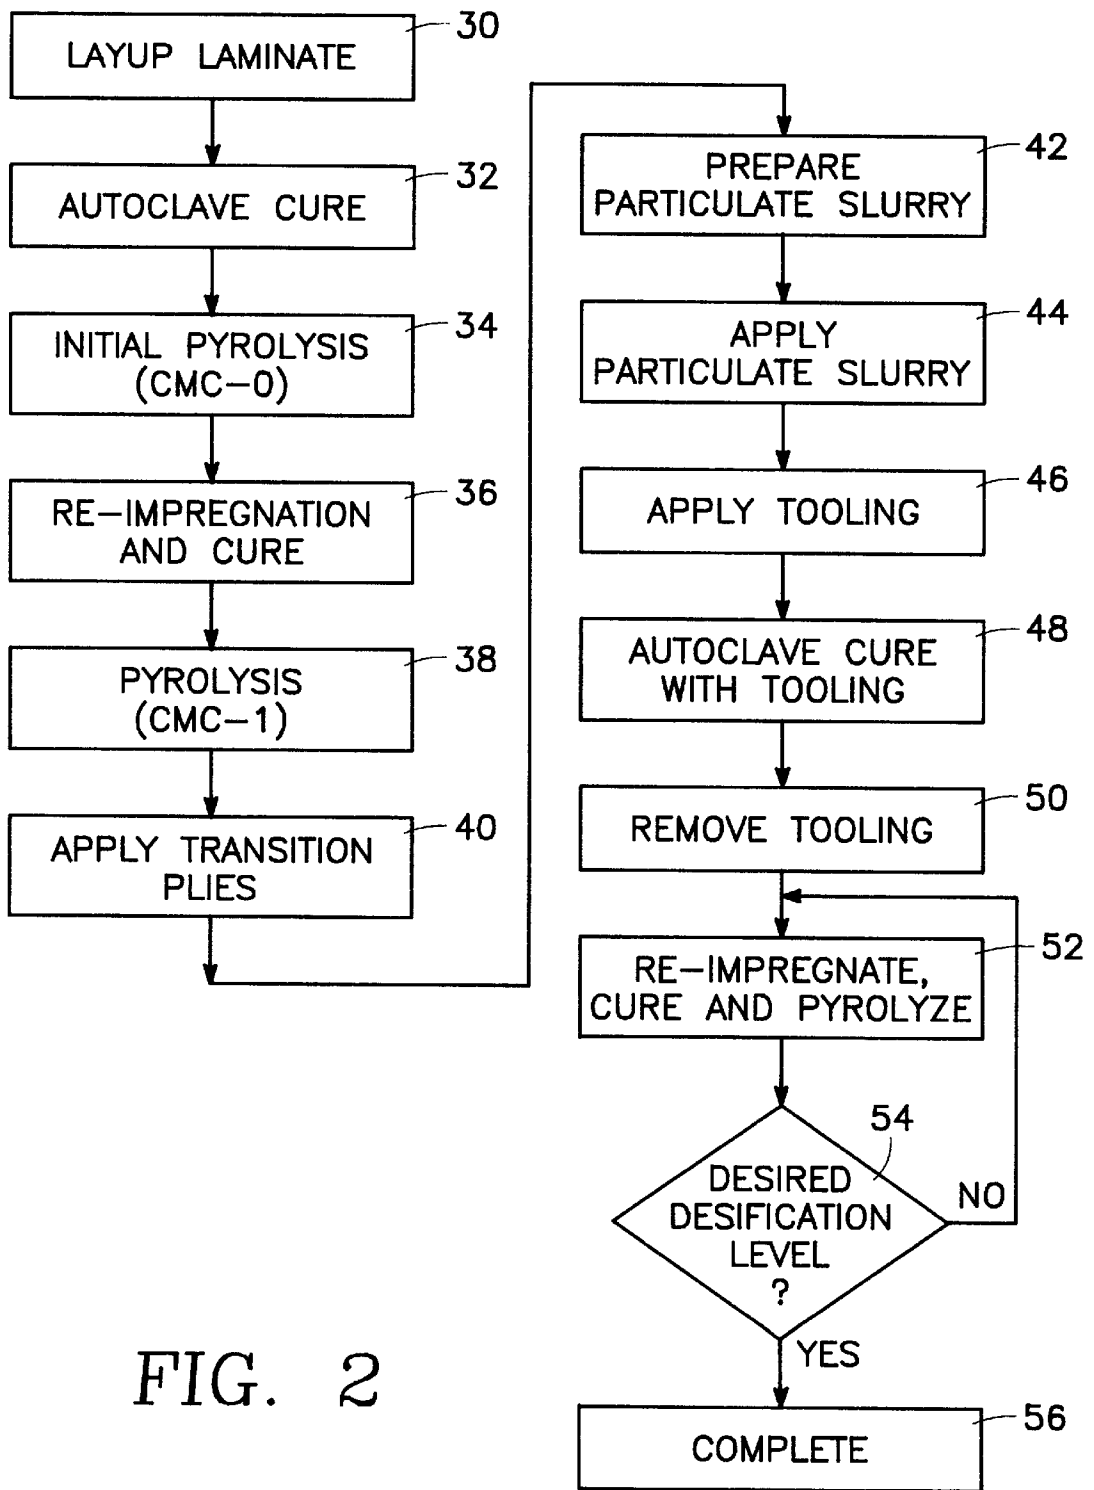 30
LAYUP LAMINATE
32
AUTOCLAVE CURE
34
INITIAL PYROLYSIS
(CMC-0)
36
RE-IMPREGNATION
AND CURE
38
PYROLYSIS
(CMC-1)
40
APPLY TRANSITION
PLIES
42
PREPARE
PARTICULATE SLURRY
44
APPLY
PARTICULATE SLURRY
46
APPLY TOOLING
48
AUTOCLAVE CURE
WITH TOOLING
50
REMOVE TOOLING
52
RE-IMPREGNATE,
CURE AND PYROLYZE
54
DESIRED
DESIFICATION
LEVEL
?
NO
YES
56
COMPLETE
FIG. 2